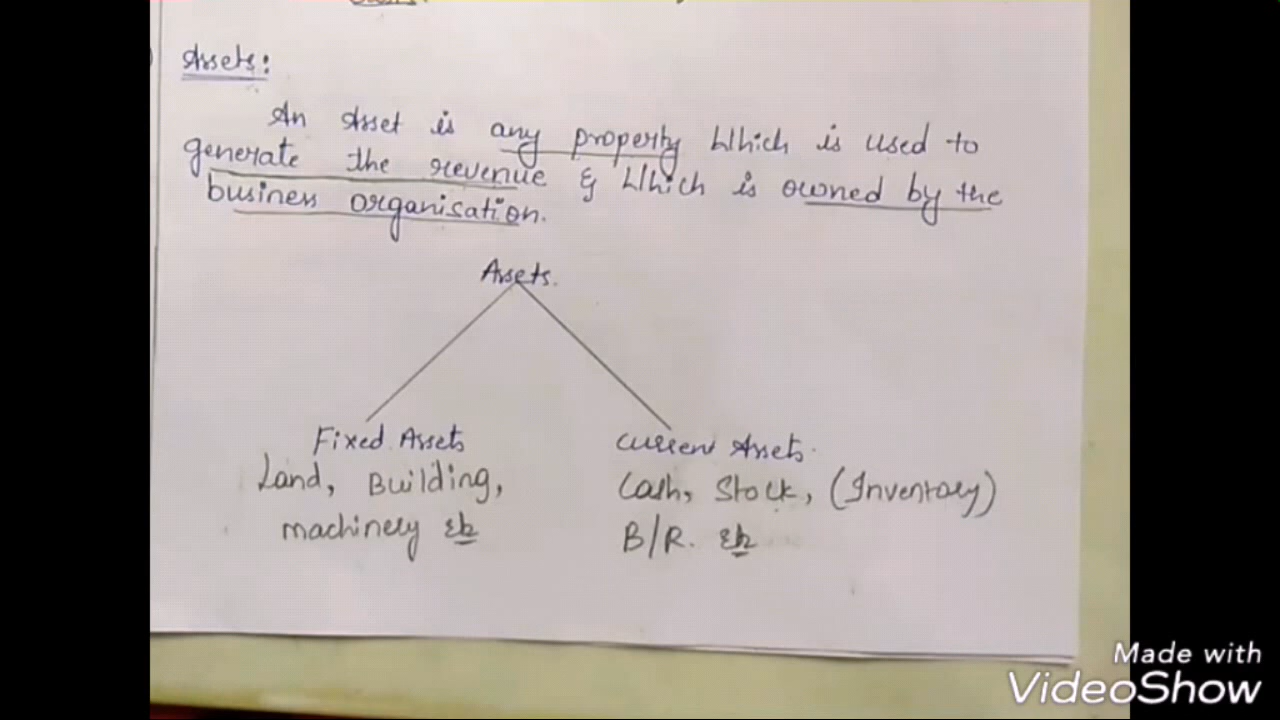 Assets:
An Asset is any property which is used to
generate the revenue & which is owned by the
business organisation.
Assets.
Fixed Assets
Land, Building,
machinery etc
Current Assets.
Cash, Stock, (Inventory)
B/R. etc
Made with
VideoShow